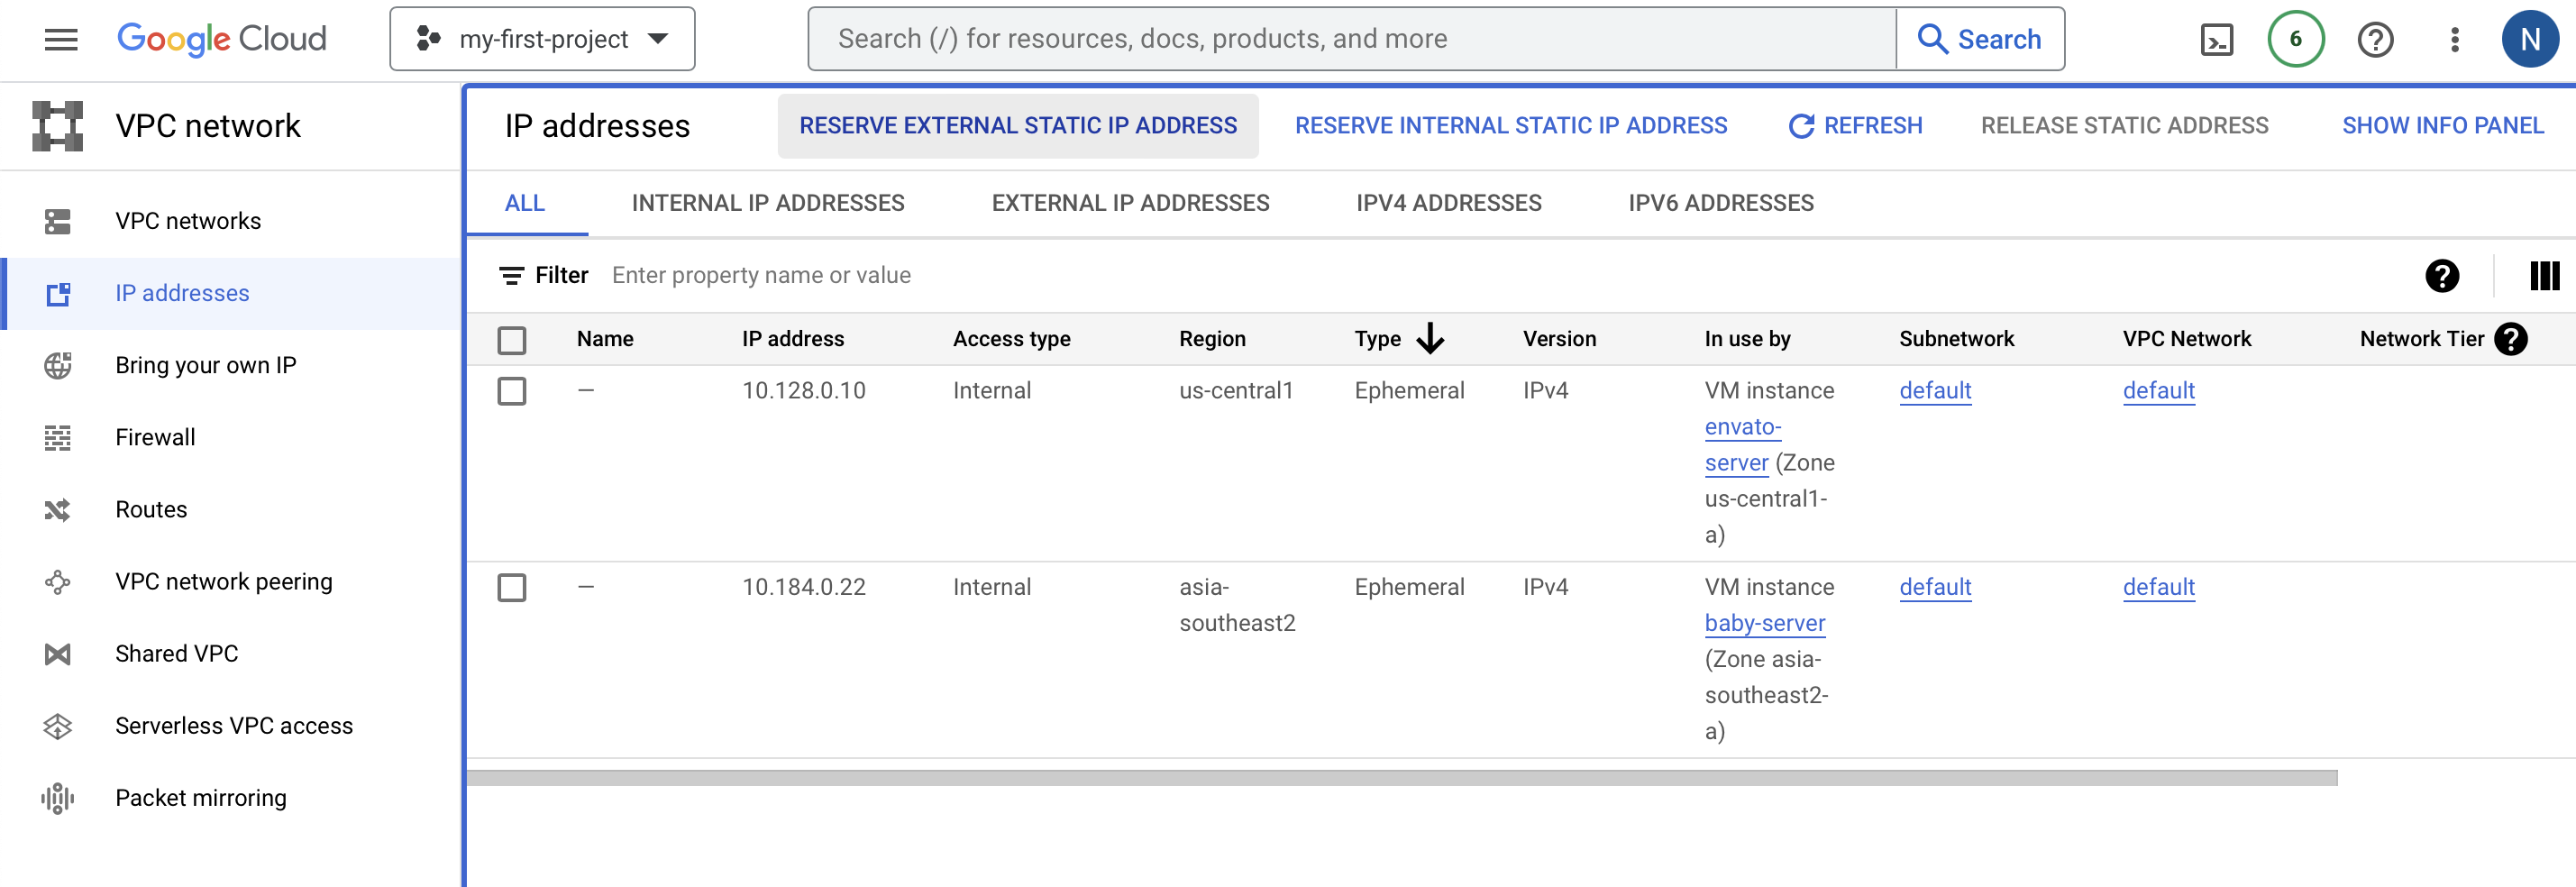 Google Cloud
my-first-project
Search (/) for resources, docs, products, and more
Search
6
N
VPC network
IP addresses
RESERVE EXTERNAL STATIC IP ADDRESS
RESERVE INTERNAL STATIC IP ADDRESS
REFRESH
RELEASE STATIC ADDRESS
SHOW INFO PANEL
VPC networks
IP addresses
Bring your own IP
Firewall
Routes
VPC network peering
Shared VPC
Serverless VPC access
Packet mirroring
ALL INTERNAL IP ADDRESSES EXTERNAL IP ADDRESSES IPV4 ADDRESSES IPV6 ADDRESSES
Filter Enter property name or value
Name IP address Access type Region Type Version In use by Subnetwork VPC Network Network Tier
— 10.128.0.10 Internal us-central1 Ephemeral IPv4 VM instance default default
envato-
server (Zone
us-central1-
a)
— 10.184.0.22 Internal asia- Ephemeral IPv4 VM instance default default
southeast2 baby-server
(Zone asia-
southeast2-
a)